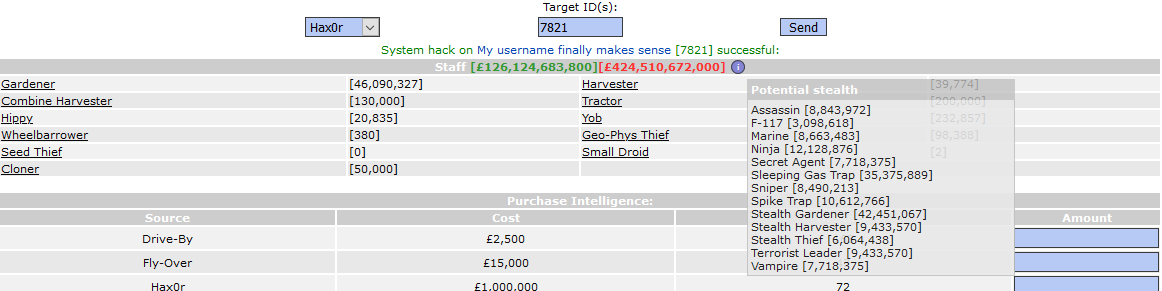 Target ID(s):
Hax0r 7821 Send
System hack on My username finally makes sense [7821] successful:
Staff [£126,124,683,800][£424,510,672,000] i
Gardener [46,090,327] Harvester [39,774]
Combine Harvester [130,000] Tractor [200,000]
Hippy [20,835] Yob [232,857]
Wheelbarrower [380] Geo-Phys Thief [98,388]
Seed Thief [0] Small Droid [2]
Cloner [50,000]
Potential stealth
Assassin [8,843,972]
F-117 [3,098,618]
Marine [8,663,483]
Ninja [12,128,876]
Secret Agent [7,718,375]
Sleeping Gas Trap [35,375,889]
Sniper [8,490,213]
Spike Trap [10,612,766]
Stealth Gardener [42,451,067]
Stealth Harvester [9,433,570]
Stealth Thief [6,064,438]
Terrorist Leader [9,433,570]
Vampire [7,718,375]
Purchase Intelligence:
Source Cost Amount
Drive-By £2,500
Fly-Over £15,000
Hax0r £1,000,000 72